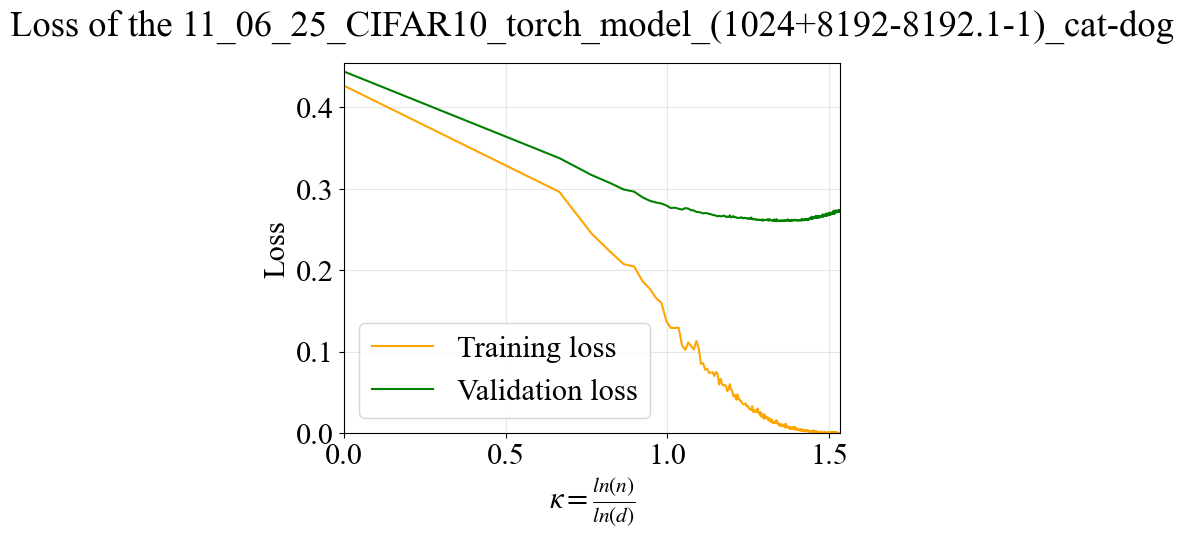 Loss of the 11_06_25_CIFAR10_torch_model_(1024+8192-8192.1-1)_cat-dog
0.4
0.3
0.2
0.1
0.0
Loss
Training loss
Validation loss
0.0 0.5 1.0 1.5
κ = ln(n)/ln(d)